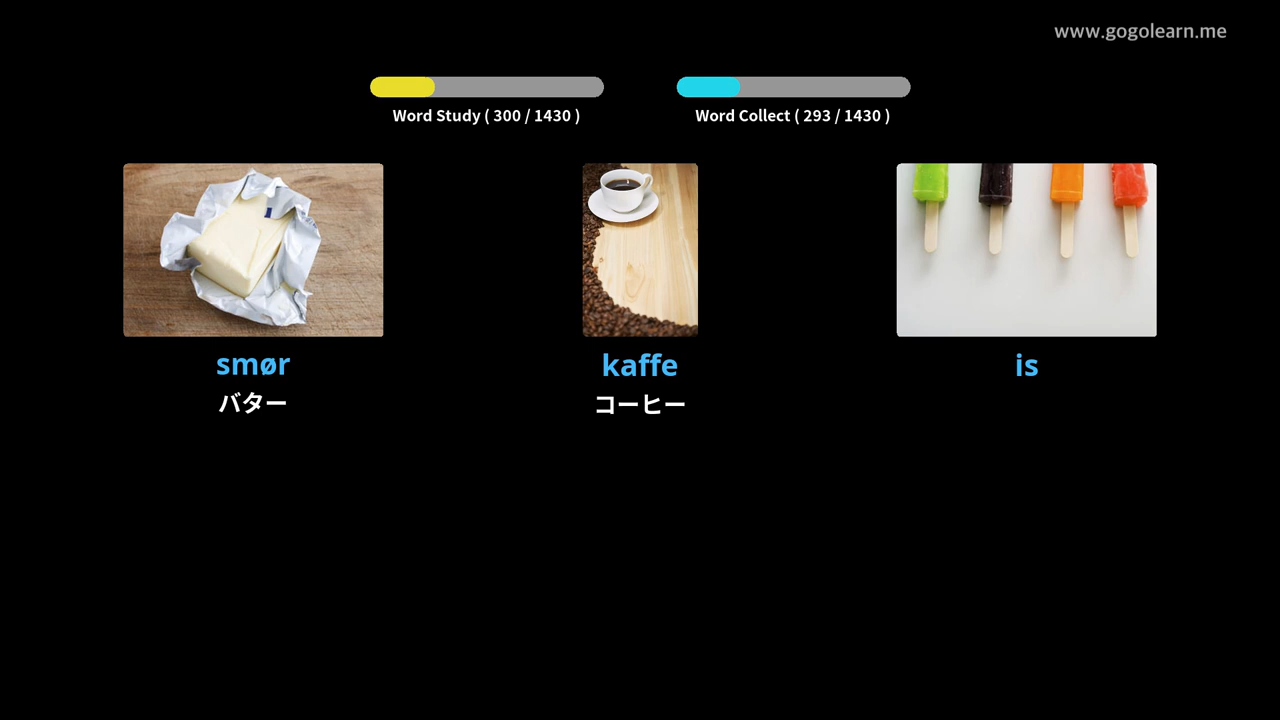 www.gogolearn.me
Word Study ( 300 / 1430 )
Word Collect ( 293 / 1430 )
smør
バター
kaffe
コーヒー
is